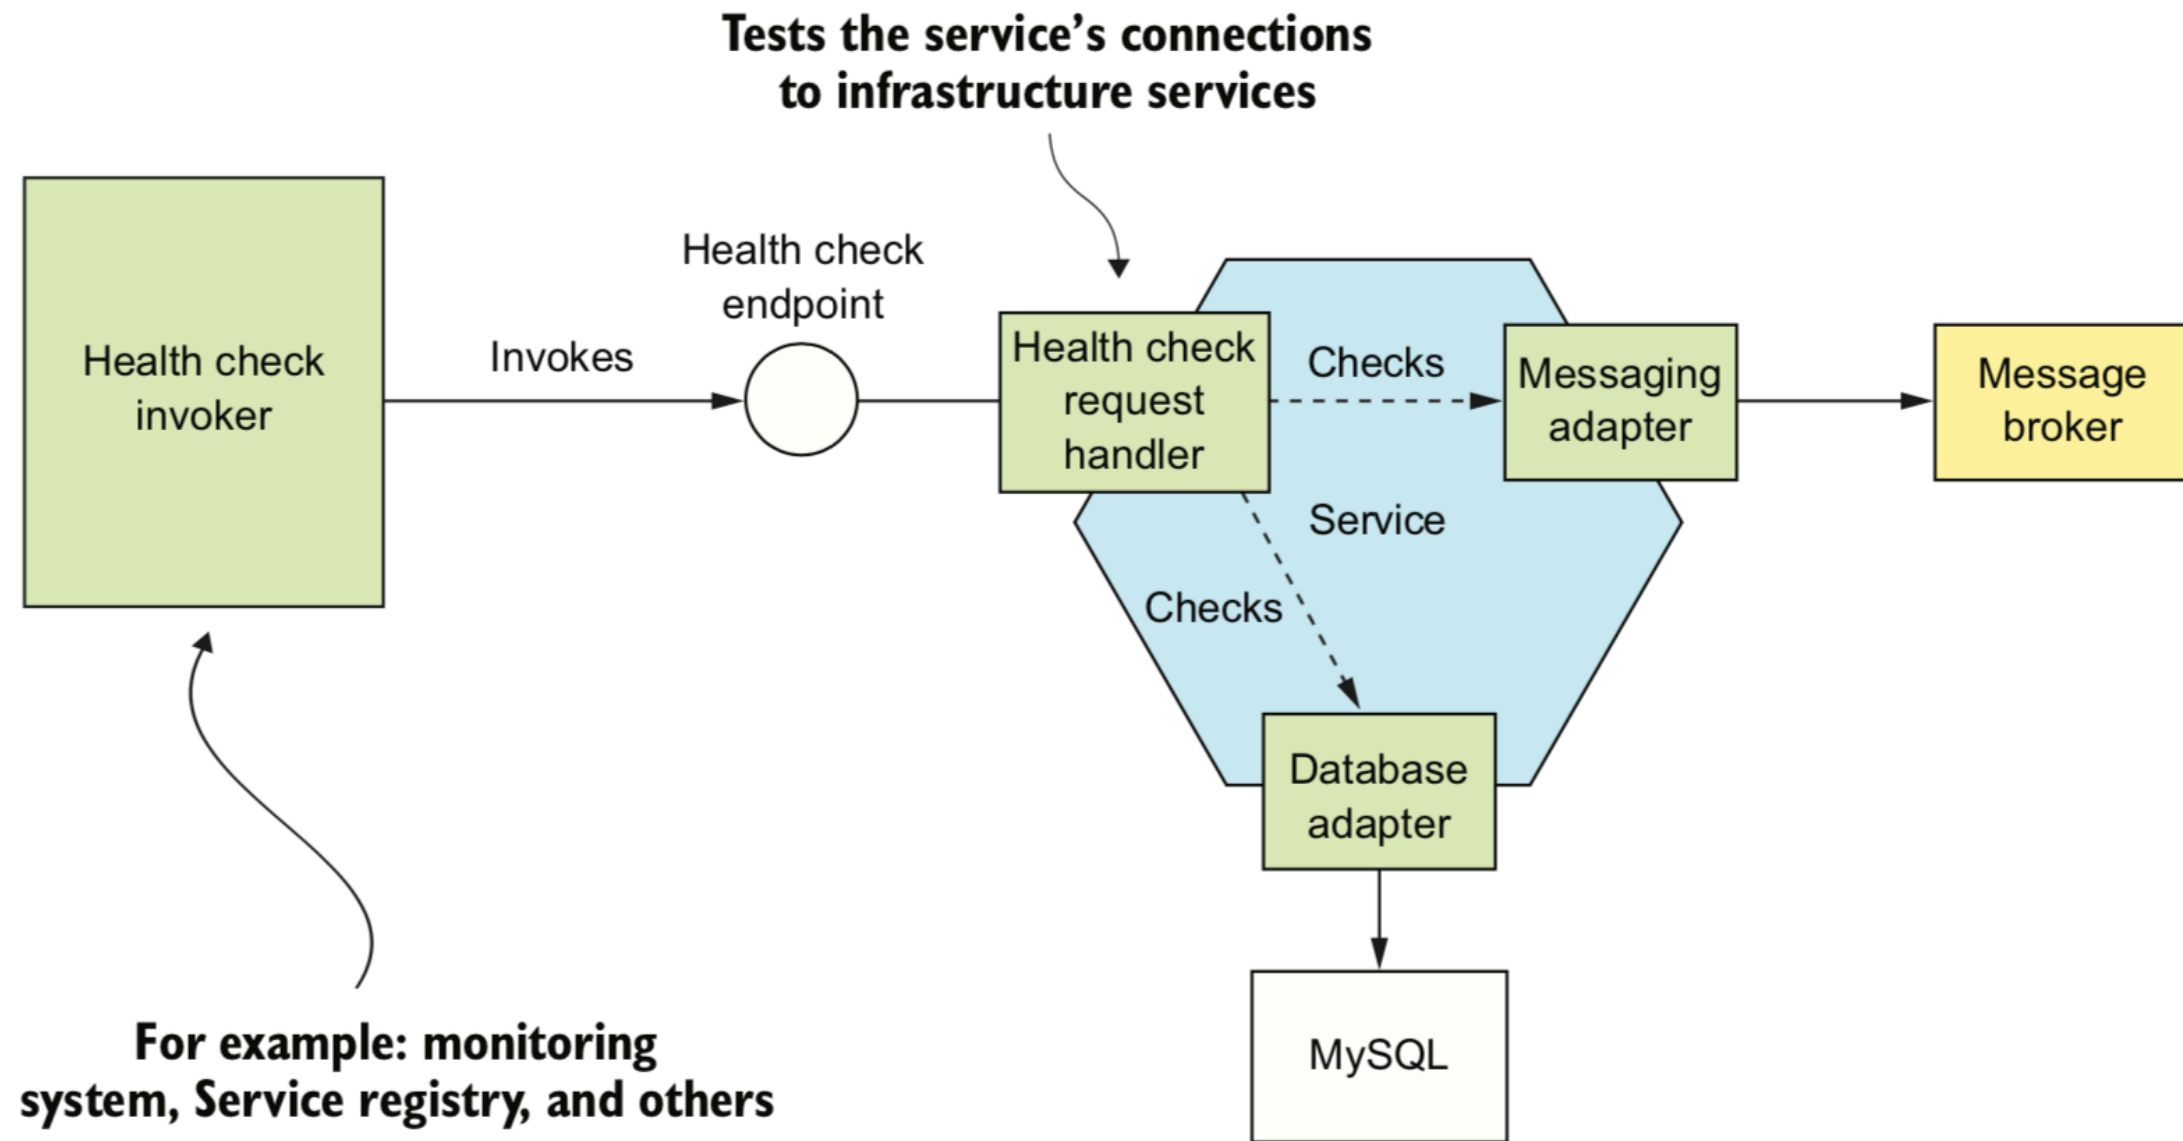 Tests the service's connections
to infrastructure services
Health check
invoker
Invokes
Health check
endpoint
Health check
request
handler
Checks
Messaging
adapter
Message
broker
Service
Checks
Database
adapter
MySQL
For example: monitoring
system, Service registry, and others